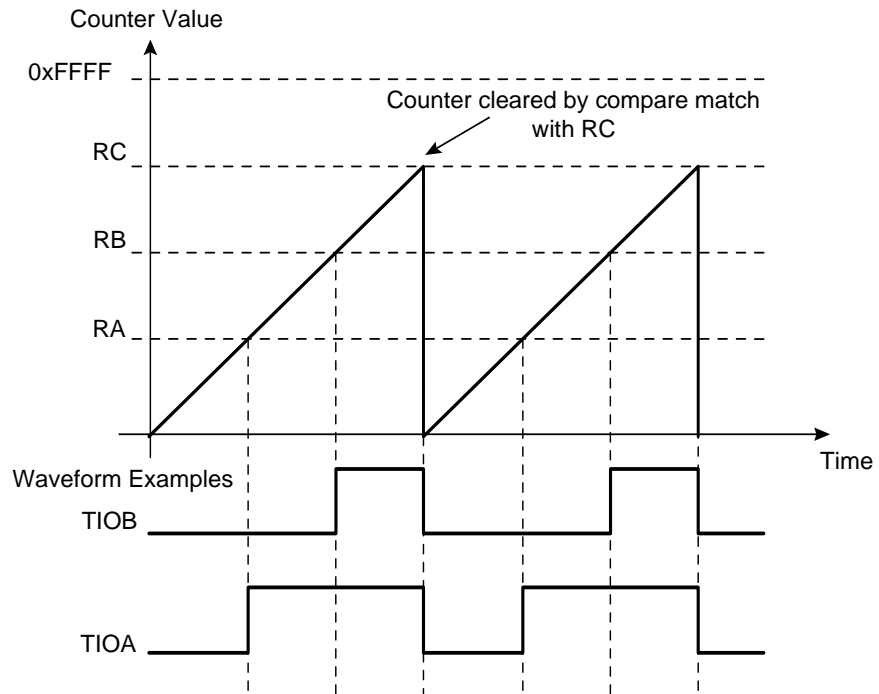 Counter Value
0xFFFF
Counter cleared by compare match
with RC
RC
RB
RA
Time
Waveform Examples
TIOB
TIOA